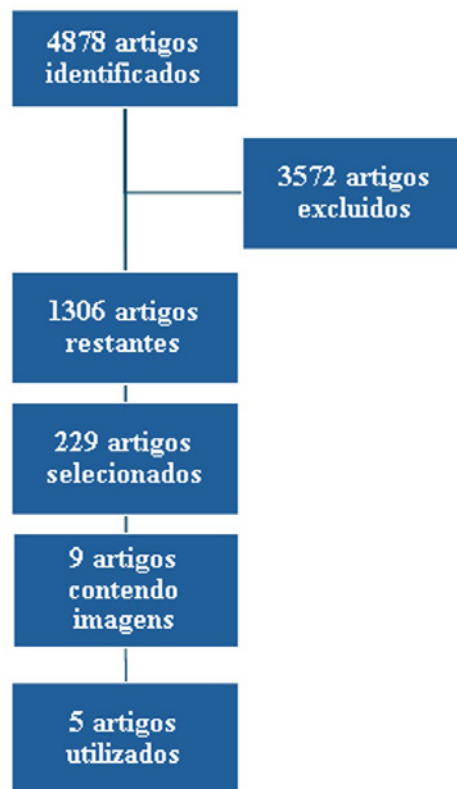 4878 artigos
identificados
3572 artigos
excluidos
1306 artigos
restantes
229 artigos
selecionados
9 artigos
contendo
imagens
5 artigos
utilizados